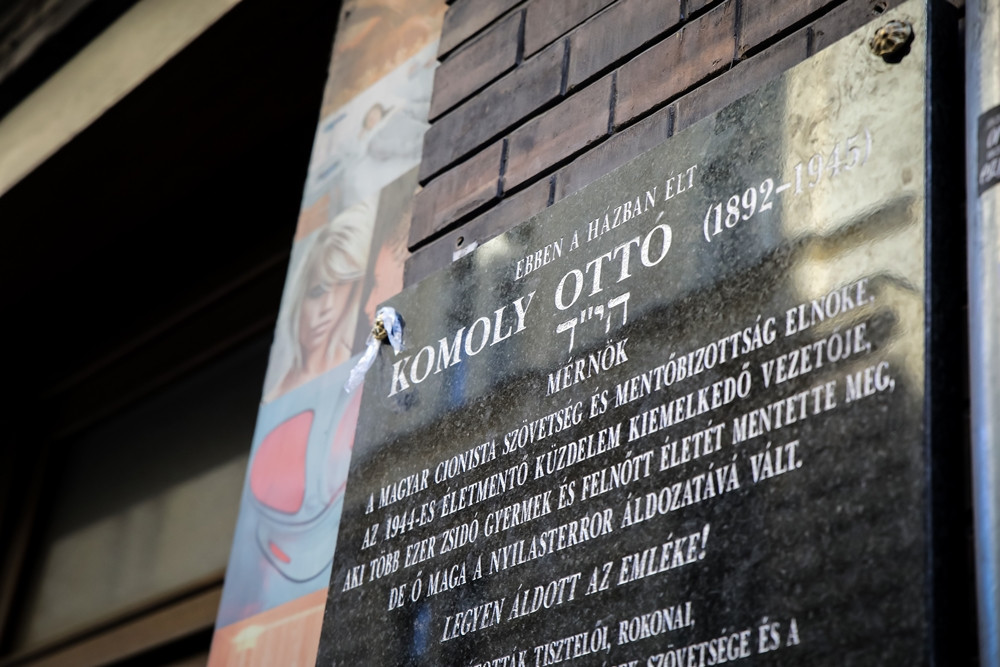 EBBEN A HÁZBAN ÉLT
KOMOLY OTTÓ (1892–1945)
הי"ד
MÉRNÖK
A MAGYAR CIONISTA SZÖVETSÉG ÉS MENTŐBIZOTTSÁG ELNÖKE.
AZ 1944-ES ÉLETMENTŐ KÜZDELEM KIEMELKEDŐ VEZETŐJE,
AKI TÖBB EZER ZSIDÓ GYERMEK ÉS FELNŐTT ÉLETÉT MENTETTE MEG,
DE Ő MAGA A NYILASTERROR ÁLDOZATÁVÁ VÁLT.
LEGYEN ÁLDOTT AZ EMLÉKE!
TISZTELŐI, ROKONAI,
SZÖVETSÉGE ÉS A